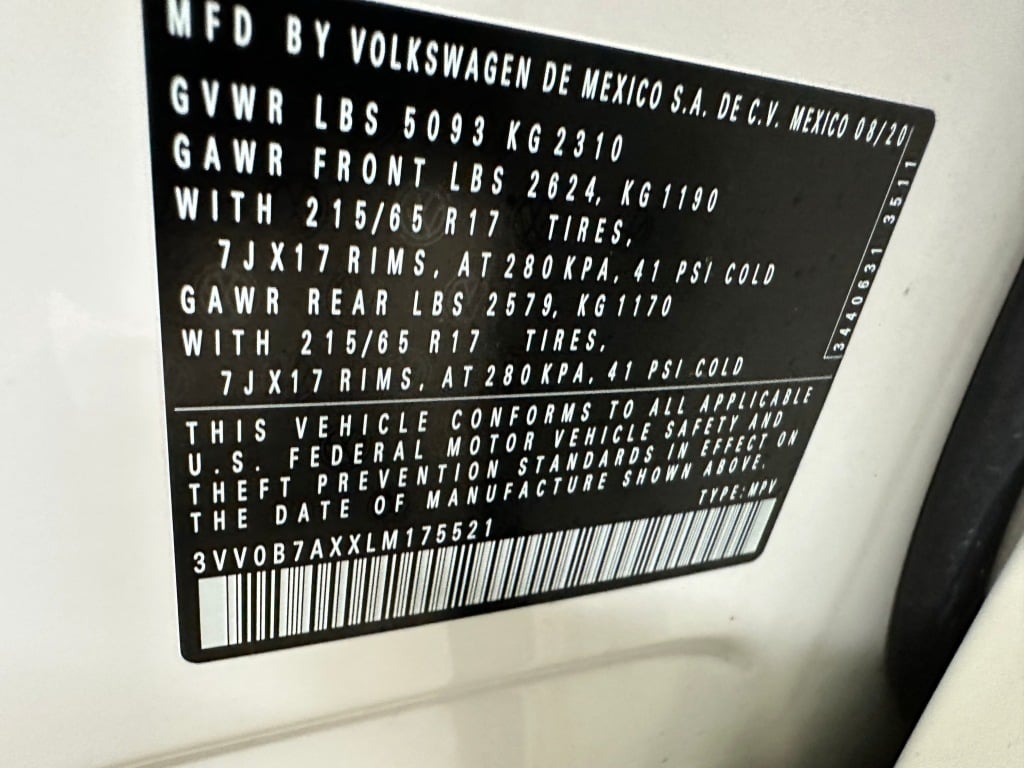 MFD BY VOLKSWAGEN DE MEXICO S.A. DE C.V. MEXICO 08/20
GVWR LBS 5093 KG 2310
GAWR FRONT LBS 2624, KG 1190
WITH 215/65 R17 TIRES,
7JX17 RIMS, AT 280 KPA, 41 PSI COLD
GAWR REAR LBS 2579, KG 1170
WITH 215/65 R17 TIRES,
7JX17 RIMS, AT 280 KPA, 41 PSI COLD
3440631 3511
THIS VEHICLE CONFORMS TO ALL APPLICABLE
U.S. FEDERAL MOTOR VEHICLE SAFETY AND
THEFT PREVENTION STANDARDS IN EFFECT ON
THE DATE OF MANUFACTURE SHOWN ABOVE.
TYPE: MPV
3VV0B7AXXLM175521